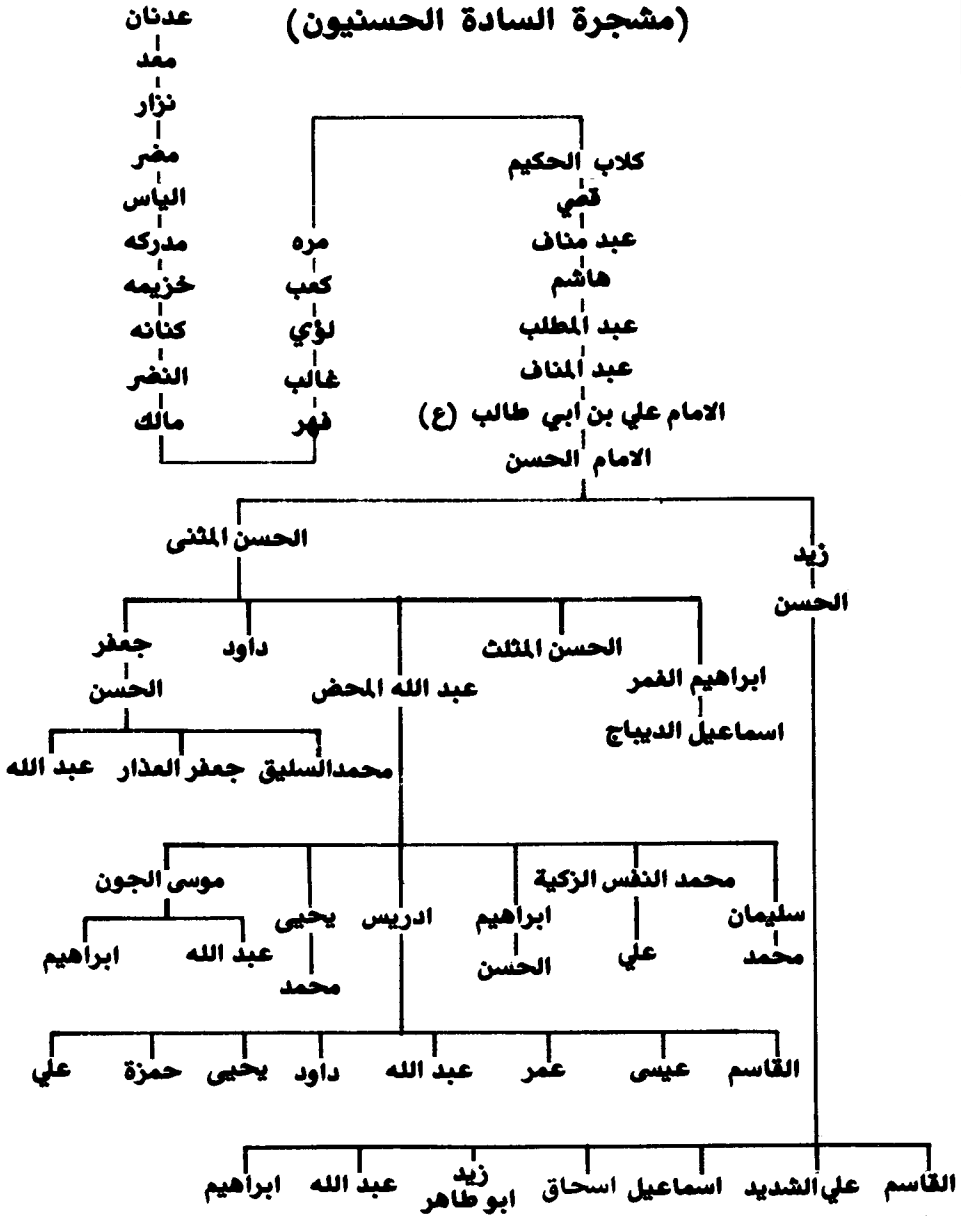 (مشجرة السادة الحسنيون)
عدنان
معد
نزار
مضر
الياس
مدركه
خزيمه
كنانه
النضر
مالك
مره
كعب
لؤي
غالب
فهر
كلاب الحكيم
قصي
عبد مناف
هاشم
عبد المطلب
عبد المناف
الامام علي بن ابي طالب (ع)
الامام الحسن
زيد
الحسن
الحسن المثنى
ابراهيم الغمر
اسماعيل الديباج
الحسن المثلث
عبد الله المحض
داود
جعفر
الحسن
محمدالسليق جعفر العذار عبد الله
سليمان
محمد
محمد النفس الزكية
علي
ابراهيم
الحسن
ادريس
يحيى
محمد
موسى الجون
عبد الله ابراهيم
القاسم عيسى عمر عبد الله داود يحيى حمزة علي
القاسم علي الشديد اسماعيل اسحاق زيد عبد الله ابراهيم
ابو طاهر